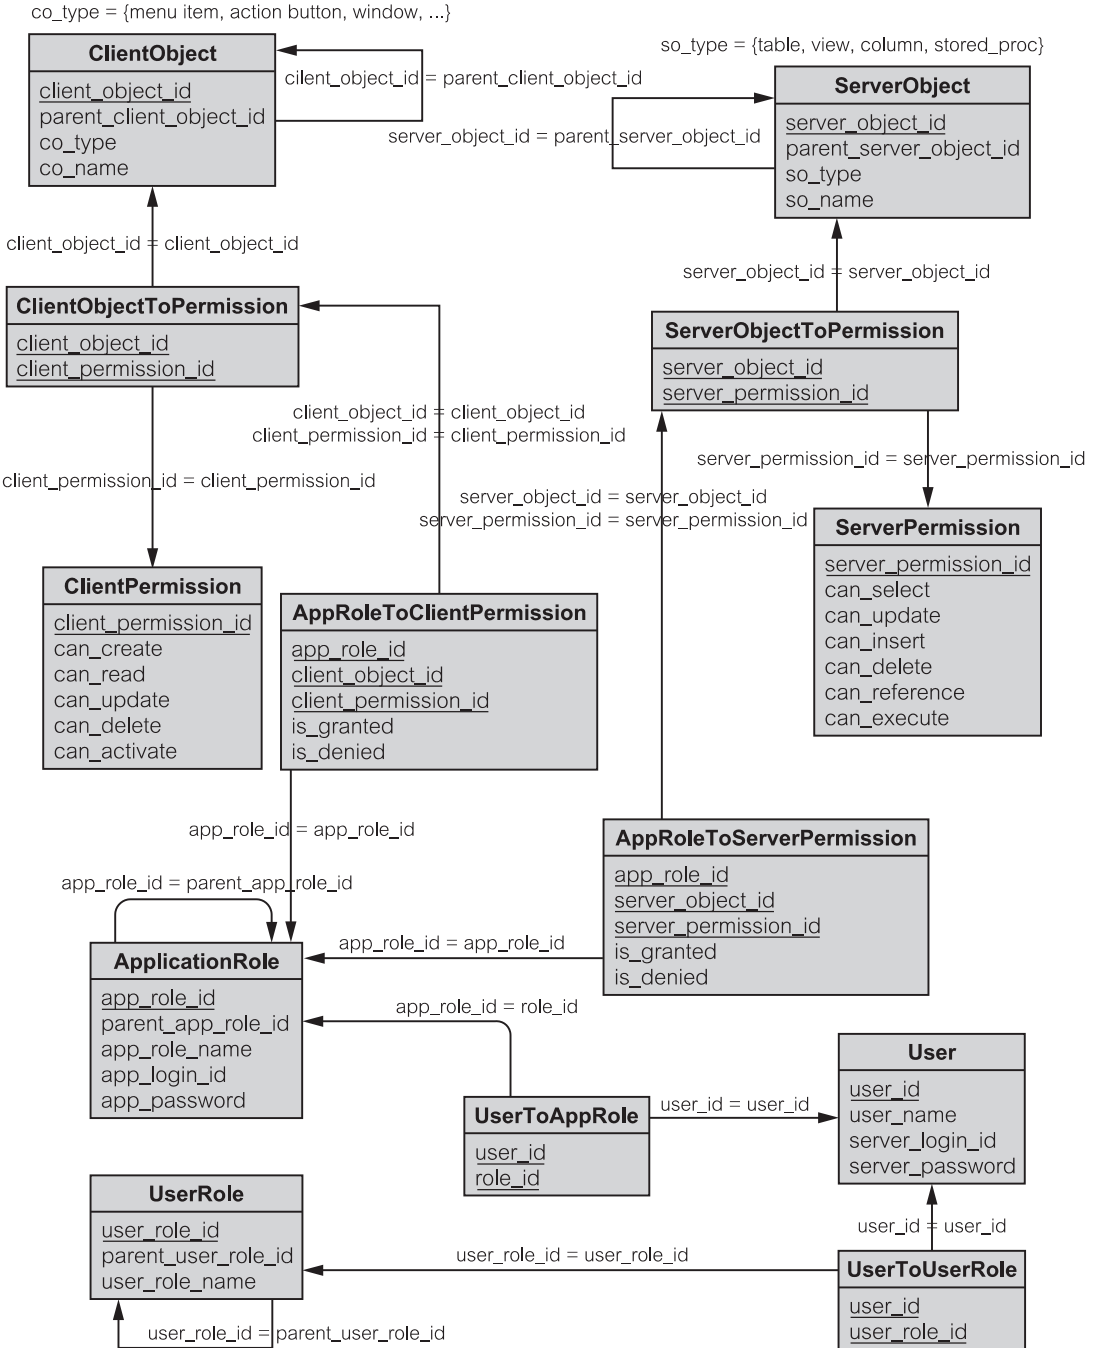 co_type = {menu item, action button, window, ...}
ClientObject
client_object_id
parent_client_object_id
co_type
co_name
cilent_object_id = parent_client_object_id
so_type = {table, view, column, stored_proc}
ServerObject
server_object_id
parent_server_object_id
so_type
so_name
server_object_id = parent_server_object_id
client_object_id = client_object_id
server_object_id = server_object_id
ClientObjectToPermission
client_object_id
client_permission_id
ServerObjectToPermission
server_object_id
server_permission_id
client_object_id = client_object_id
client_permission_id = client_permission_id
client_permission_id = client_permission_id
server_permission_id = server_permission_id
server_object_id = server_object_id
server_permission_id = server_permission_id
ServerPermission
server_permission_id
can_select
can_update
can_insert
can_delete
can_reference
can_execute
ClientPermission
client_permission_id
can_create
can_read
can_update
can_delete
can_activate
AppRoleToClientPermission
app_role_id
client_object_id
client_permission_id
is_granted
is_denied
app_role_id = app_role_id
AppRoleToServerPermission
app_role_id
server_object_id
server_permission_id
is_granted
is_denied
app_role_id = parent_app_role_id
app_role_id = app_role_id
ApplicationRole
app_role_id
parent_app_role_id
app_role_name
app_login_id
app_password
app_role_id = role_id
User
user_id
user_name
server_login_id
server_password
UserToAppRole
user_id
role_id
user_id = user_id
UserRole
user_role_id
parent_user_role_id
user_role_name
user_id = user_id
user_role_id = user_role_id
UserToUserRole
user_id
user_role_id
user_role_id = parent_user_role_id